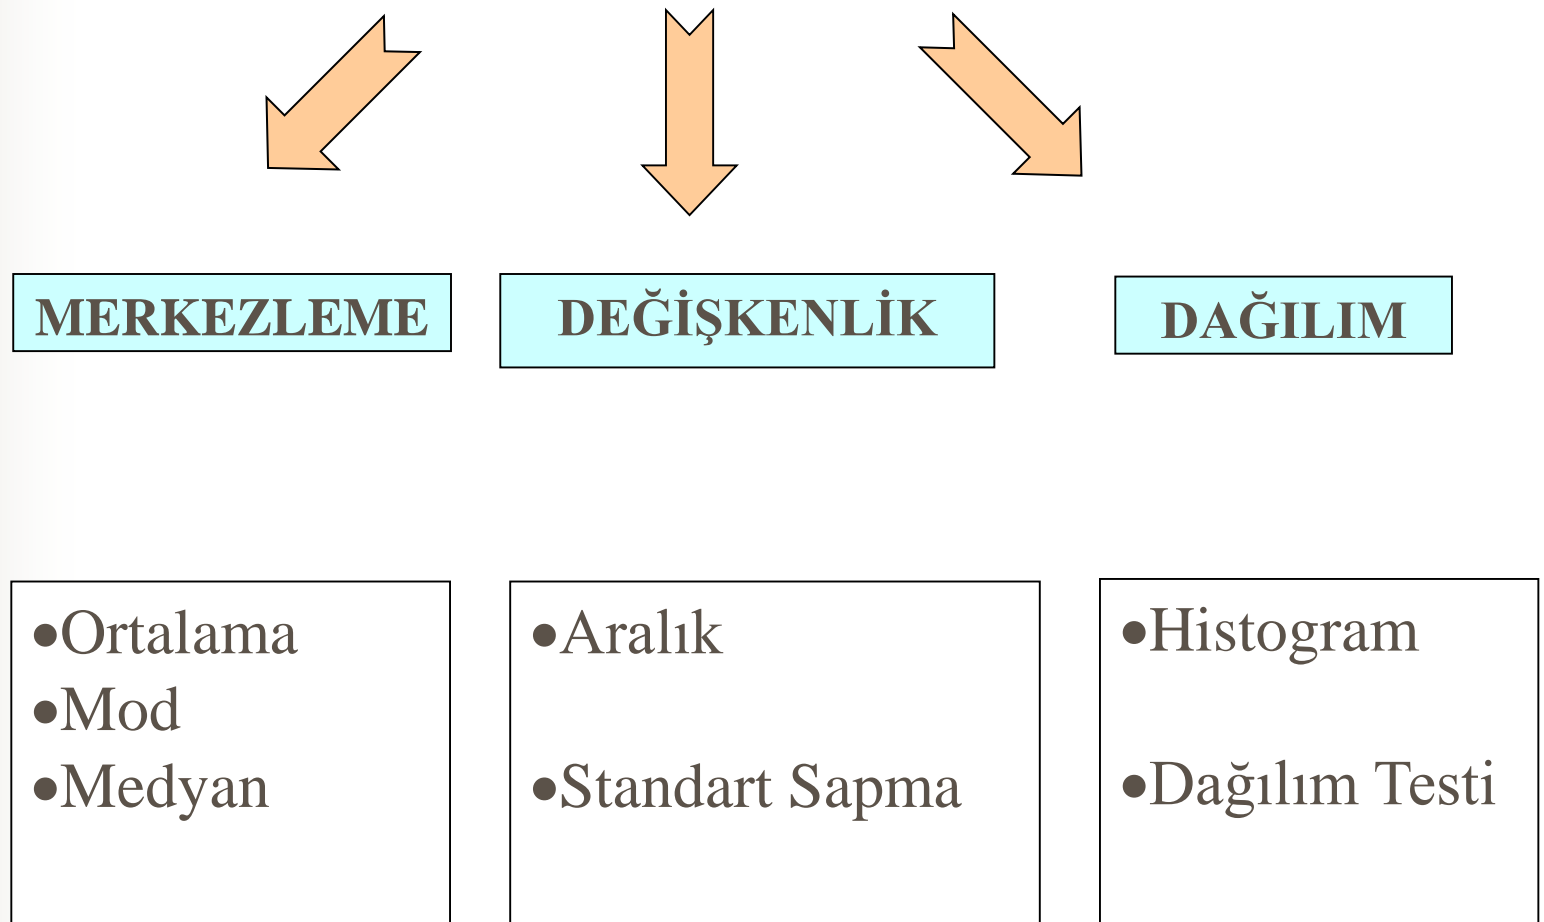 MERKEZLEME
DEĞİŞKENLİK
DAĞILIM
•Ortalama
•Mod
•Medyan
•Aralık
•Standart Sapma
•Histogram
•Dağılım Testi